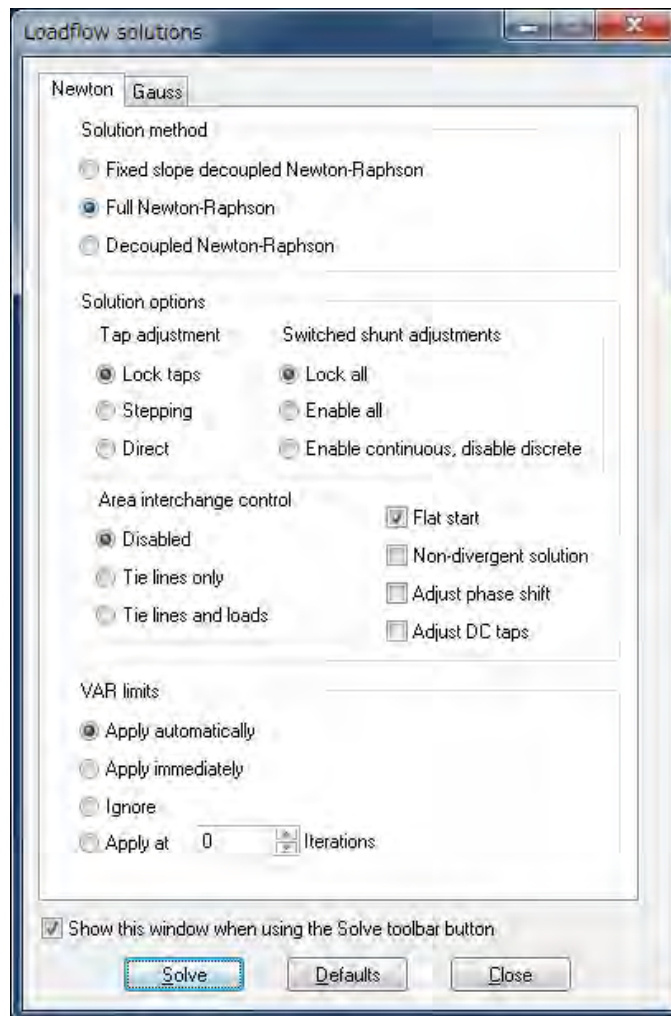 Loadflow solutions
Newton
Gauss
Solution method
Fixed slope decoupled Newton-Raphson
Full Newton-Raphson
Decoupled Newton-Raphson
Solution options
Tap adjustment
Lock taps
Stepping
Direct
Switched shunt adjustments
Lock all
Enable all
Enable continuous, disable discrete
Area interchange control
Disabled
Tie lines only
Tie lines and loads
Flat start
Non-divergent solution
Adjust phase shift
Adjust DC taps
VAR limits
Apply automatically
Apply immediately
Ignore
Apply at 0 Iterations
Show this window when using the Solve toolbar button
Solve
Defaults
Close